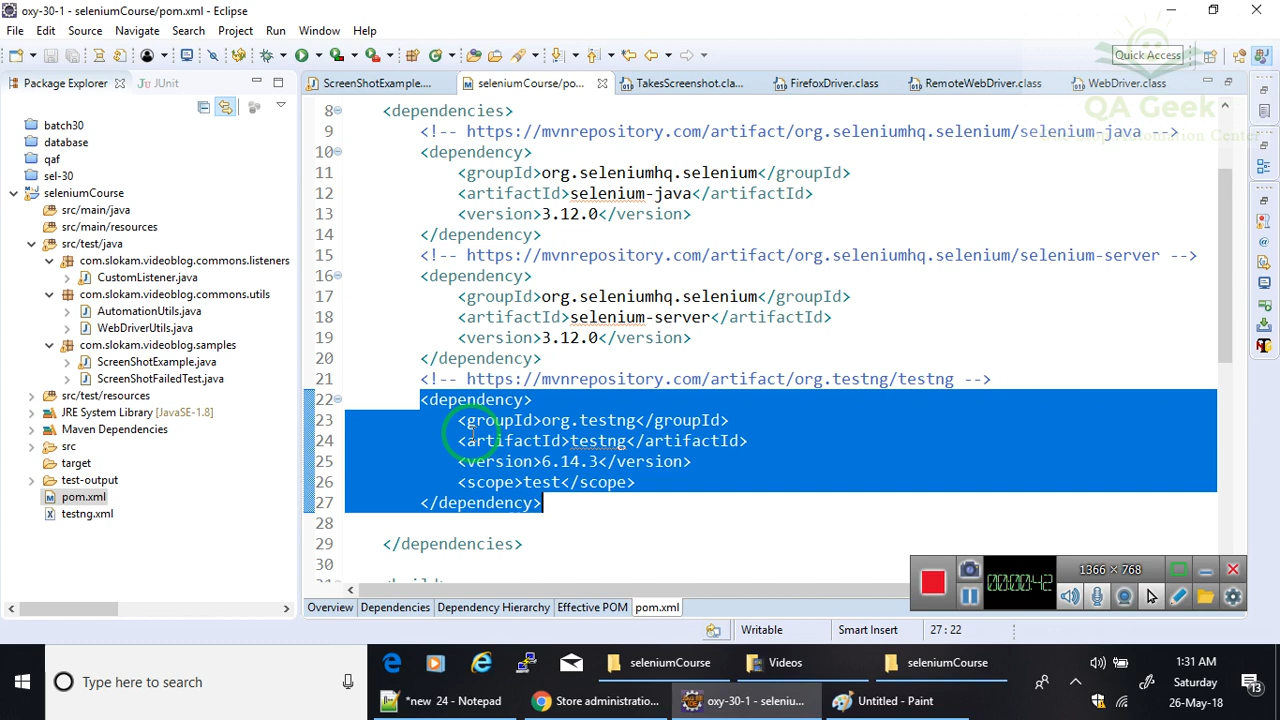 oxy-30-1 - seleniumCourse/pom.xml - Eclipse
File Edit Source Navigate Search Project Run Window Help
Quick Access
Package Explorer JUnit
ScreenShotExample.... seleniumCourse/po... TakesScreenshot.cla... FirefoxDriver.class RemoteWebDriver.class WebDriver.class
QA Geek
batch30
database
qaf
sel-30
seleniumCourse
src/main/java
src/main/resources
src/test/java
com.slokam.videoblog.commons.listeners
CustomListener.java
com.slokam.videoblog.commons.utils
AutomationUtils.java
WebDriverUtils.java
com.slokam.videoblog.samples
ScreenShotExample.java
ScreenShotFailedTest.java
src/test/resources
JRE System Library [JavaSE-1.8]
Maven Dependencies
src
target
test-output
pom.xml
testng.xml
8 <dependencies>
9 <!-- https://mvnrepository.com/artifact/org.seleniumhq.selenium/selenium-java -->
10 <dependency>
11 <groupId>org.seleniumhq.selenium</groupId>
12 <artifactId>selenium-java</artifactId>
13 <version>3.12.0</version>
14 </dependency>
15 <!-- https://mvnrepository.com/artifact/org.seleniumhq.selenium/selenium-server -->
16 <dependency>
17 <groupId>org.seleniumhq.selenium</groupId>
18 <artifactId>selenium-server</artifactId>
19 <version>3.12.0</version>
20 </dependency>
21 <!-- https://mvnrepository.com/artifact/org.testng/testng -->
22 <dependency>
23 <groupId>org.testng</groupId>
24 <artifactId>testng</artifactId>
25 <version>6.14.3</version>
26 <scope>test</scope>
27 </dependency>
28
29 </dependencies>
30
Overview Dependencies Dependency Hierarchy Effective POM pom.xml
00:00:42
1366 × 768
Writable Smart Insert 27 : 22
Type here to search
seleniumCourse Videos seleniumCourse
*new 24 - Notepad Store administratio... oxy-30-1 - seleniu... Untitled - Paint
1:31 AM
Saturday
26-May-18
13